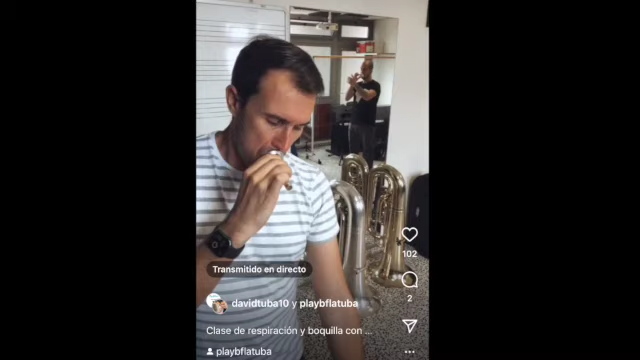 Transmitido en directo
102
2
davidtuba10 y playbflatuba
Clase de respiración y boquilla con ...
playbflatuba